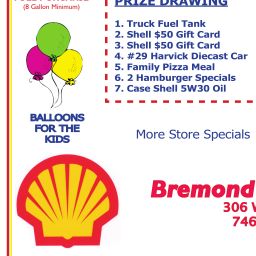 (8 Gallon Minimum)
PRIZE DRAWING
1. Truck Fuel Tank
2. Shell $50 Gift Card
3. Shell $50 Gift Card
4. #29 Harvick Diecast Car
5. Family Pizza Meal
6. 2 Hamburger Specials
7. Case Shell 5W30 Oil
BALLOONS
FOR THE
KIDS
More Store Specials
Bremond
306
746